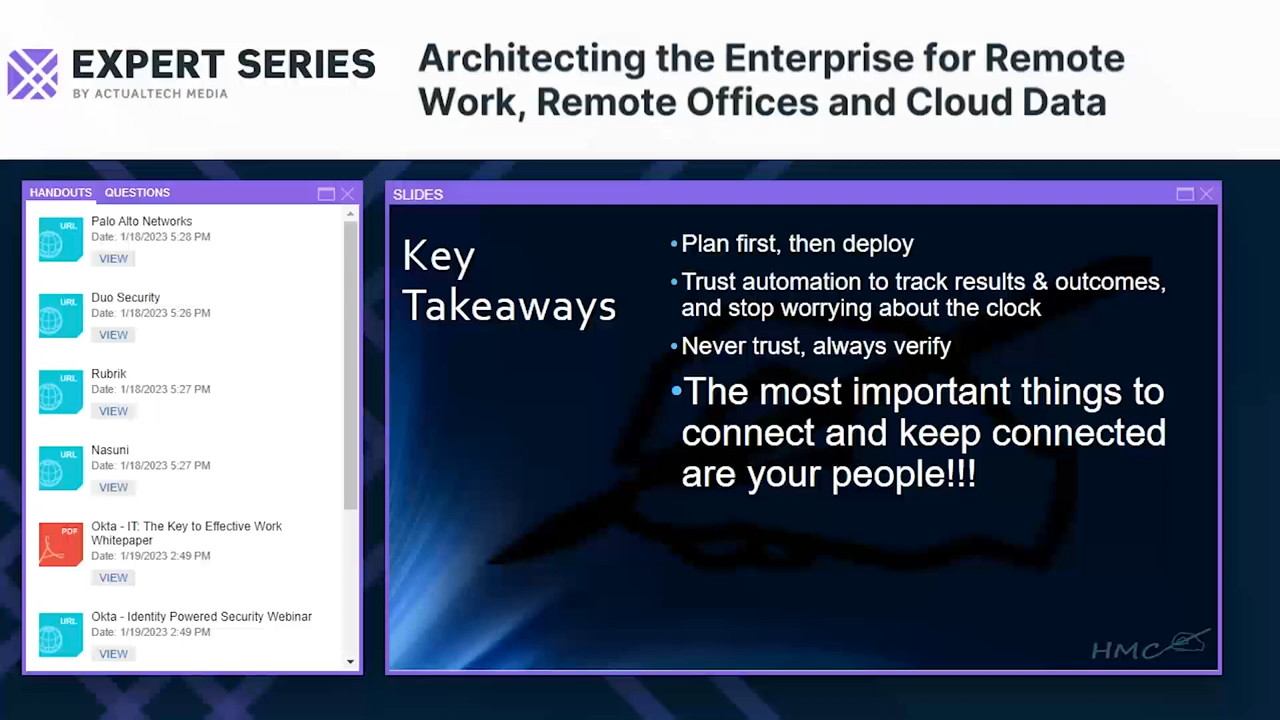 EXPERT SERIES
BY ACTUALTECH MEDIA
Architecting the Enterprise for Remote
Work, Remote Offices and Cloud Data
HANDOUTS QUESTIONS
URL
Palo Alto Networks
Date: 1/18/2023 5:28 PM
VIEW
URL
Duo Security
Date: 1/18/2023 5:26 PM
VIEW
URL
Rubrik
Date: 1/18/2023 5:27 PM
VIEW
URL
Nasuni
Date: 1/18/2023 5:27 PM
VIEW
PDF
Okta - IT: The Key to Effective Work
Whitepaper
Date: 1/19/2023 2:49 PM
VIEW
URL
Okta - Identity Powered Security Webinar
Date: 1/19/2023 2:49 PM
VIEW
SLIDES
Key
Takeaways
•Plan first, then deploy
•Trust automation to track results & outcomes,
and stop worrying about the clock
•Never trust, always verify
•The most important things to
connect and keep connected
are your people!!!
HMC